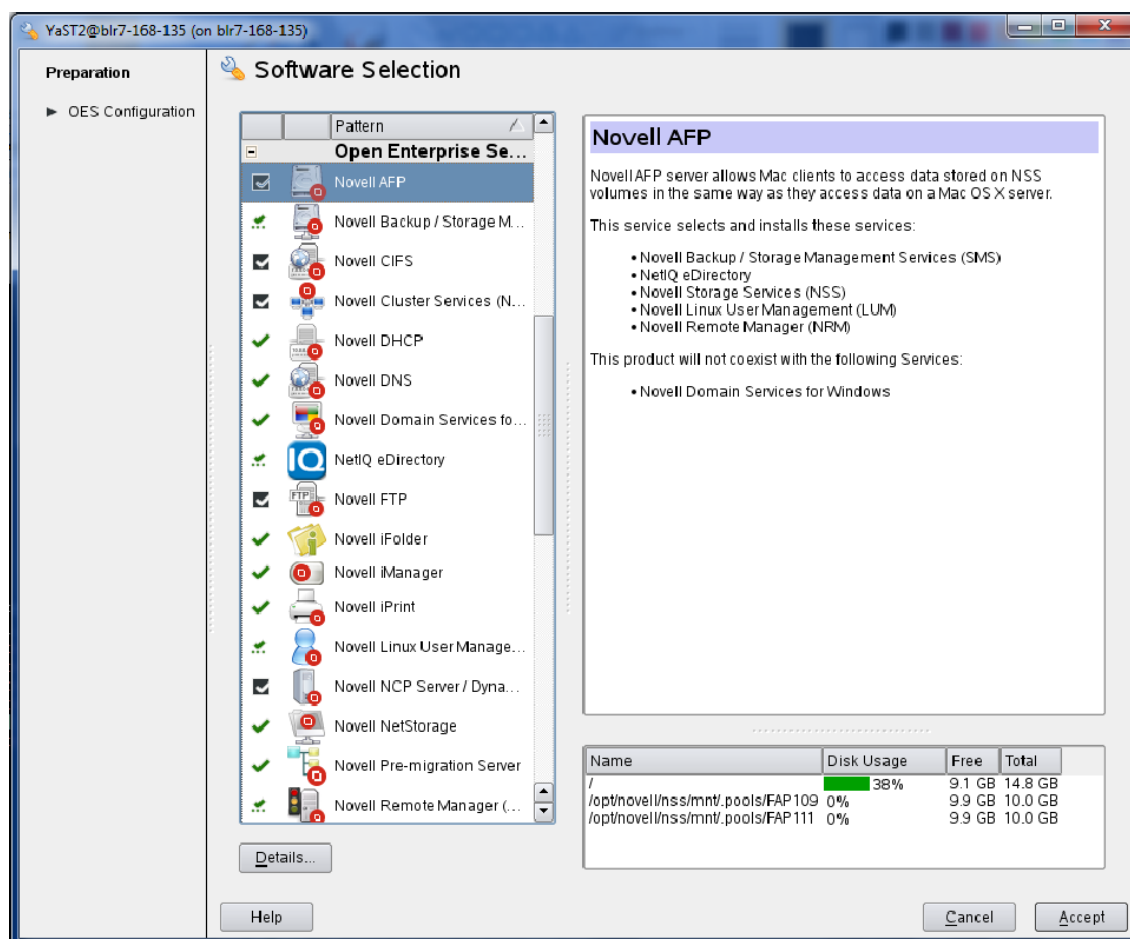 YaST2@blr7-168-135 (on blr7-168-135)
Preparation
OES Configuration
Software Selection
Pattern
Open Enterprise Se...
Novell AFP
Novell Backup / Storage M...
Novell CIFS
Novell Cluster Services (N...
Novell DHCP
Novell DNS
Novell Domain Services fo...
NetIQ eDirectory
FTP
Novell FTP
Novell iFolder
Novell iManager
Novell iPrint
Novell Linux User Manage...
Novell NCP Server / Dyna...
Novell NetStorage
Novell Pre-migration Server
Novell Remote Manager (...
Details...
Novell AFP
Novell AFP server allows Mac clients to access data stored on NSS
volumes in the same way as they access data on a Mac OS X server.
This service selects and installs these services:
• Novell Backup / Storage Management Services (SMS)
• NetIQ eDirectory
• Novell Storage Services (NSS)
• Novell Linux User Management (LUM)
• Novell Remote Manager (NRM)
This product will not coexist with the following Services:
• Novell Domain Services for Windows
Name Disk Usage Free Total
/ 38% 9.1 GB 14.8 GB
/opt/novell/nss/mnt/.pools/FAP109 0% 9.9 GB 10.0 GB
/opt/novell/nss/mnt/.pools/FAP111 0% 9.9 GB 10.0 GB
Help
Cancel
Accept